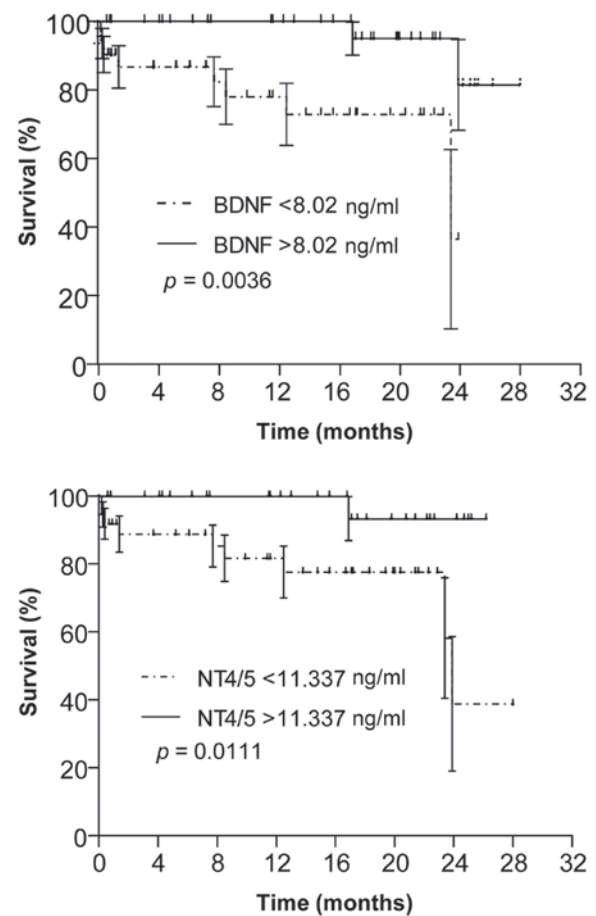 100
80
60
40
20
0
Survival (%)
BDNF <8.02 ng/ml
BDNF >8.02 ng/ml
p = 0.0036
0 4 8 12 16 20 24 28 32
Time (months)
100
80
60
40
20
0
Survival (%)
NT4/5 <11.337 ng/ml
NT4/5 >11.337 ng/ml
p = 0.0111
0 4 8 12 16 20 24 28 32
Time (months)